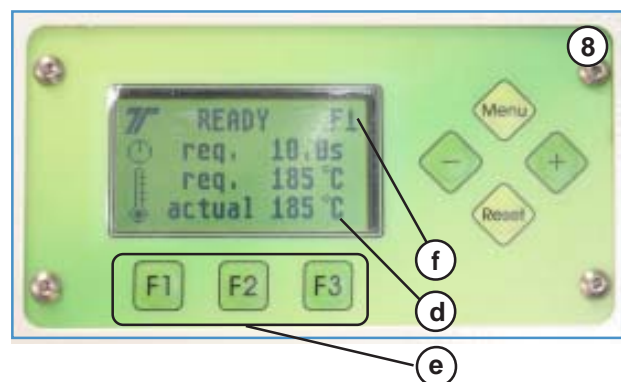 8
READY F1
req. 10.0s
req. 185°C
actual 185°C
Menu
- +
Reset
F1 F2 F3
f
d
e